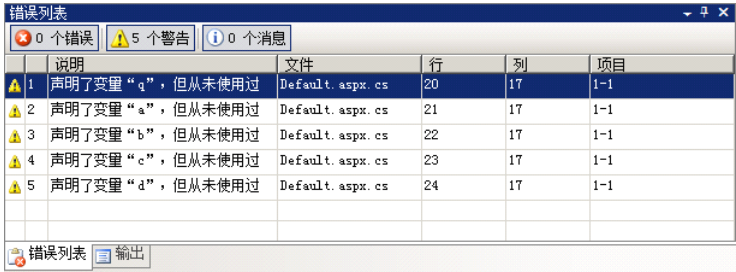 错误列表
0 个错误 5 个警告 0 个消息
说明 文件 行 列 项目
1 声明了变量“q”，但从未使用过 Default.aspx.cs 20 17 1-1
2 声明了变量“a”，但从未使用过 Default.aspx.cs 21 17 1-1
3 声明了变量“b”，但从未使用过 Default.aspx.cs 22 17 1-1
4 声明了变量“c”，但从未使用过 Default.aspx.cs 23 17 1-1
5 声明了变量“d”，但从未使用过 Default.aspx.cs 24 17 1-1
错误列表 输出